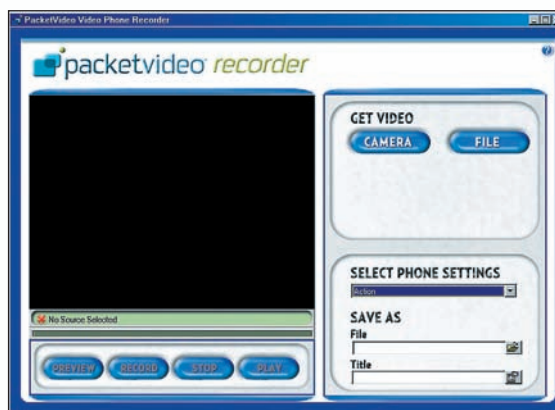 PacketVideo Video Phone Recorder
packetvideo recorder
GET VIDEO
CAMERA FILE
No Source Selected
PREVIEW RECORD STOP PLAY
SELECT PHONE SETTINGS
Action
SAVE AS
File
Title